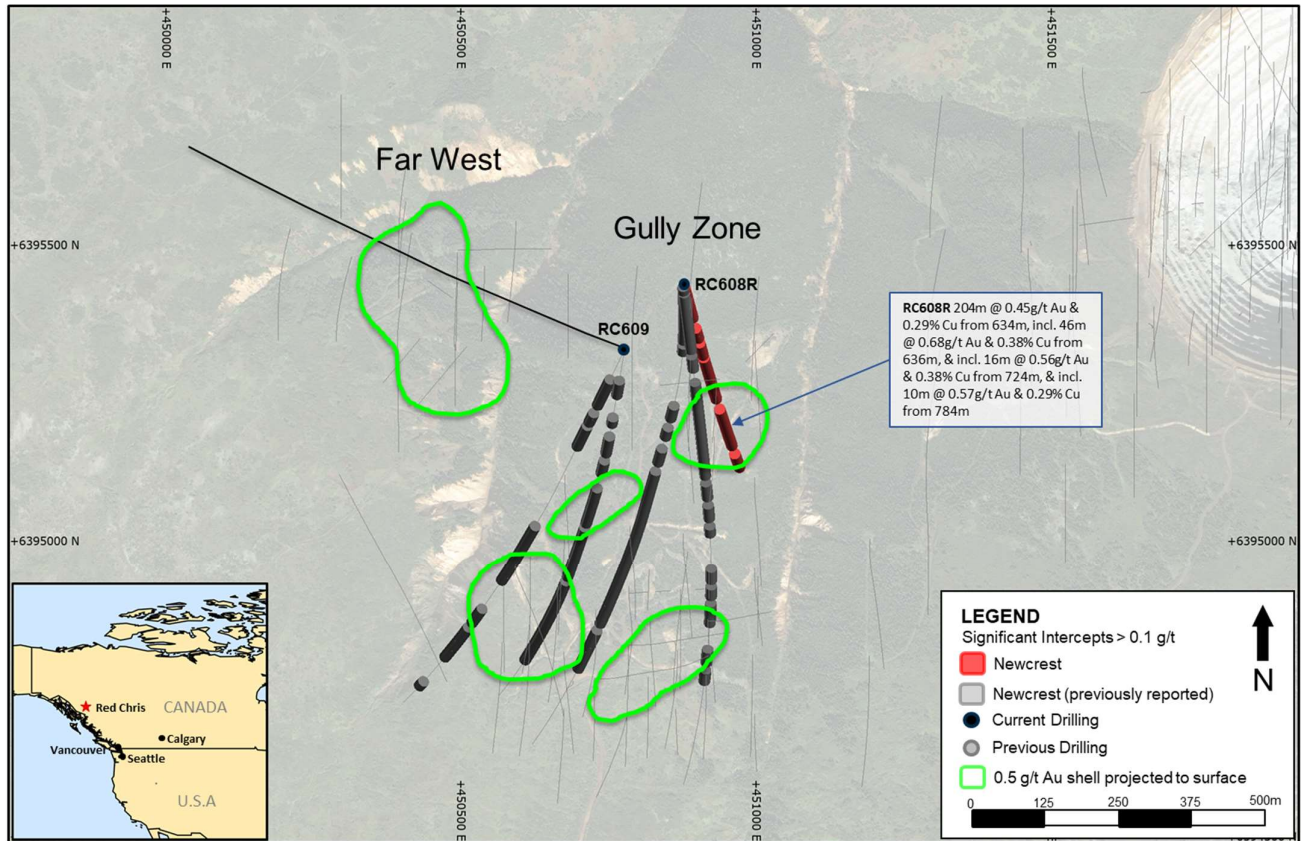 +450000 E
+450500 E
+451000 E
+451500 E
Far West
Gully Zone
+6395500 N
+6395500 N
RC608R
RC609
RC608R 204m @ 0.45g/t Au &
0.29% Cu from 634m, incl. 46m
@ 0.68g/t Au & 0.38% Cu from
636m, & incl. 16m @ 0.56g/t Au
& 0.38% Cu from 724m, & incl.
10m @ 0.57g/t Au & 0.29% Cu
from 784m
+6395000 N
+6395000 N
CANADA
Red Chris
Vancouver
Calgary
Seattle
U.S.A
+450500 E
+451000 E
LEGEND
Significant Intercepts > 0.1 g/t
Newcrest
Newcrest (previously reported)
Current Drilling
Previous Drilling
0.5 g/t Au shell projected to surface
N
0 125 250 375 500m